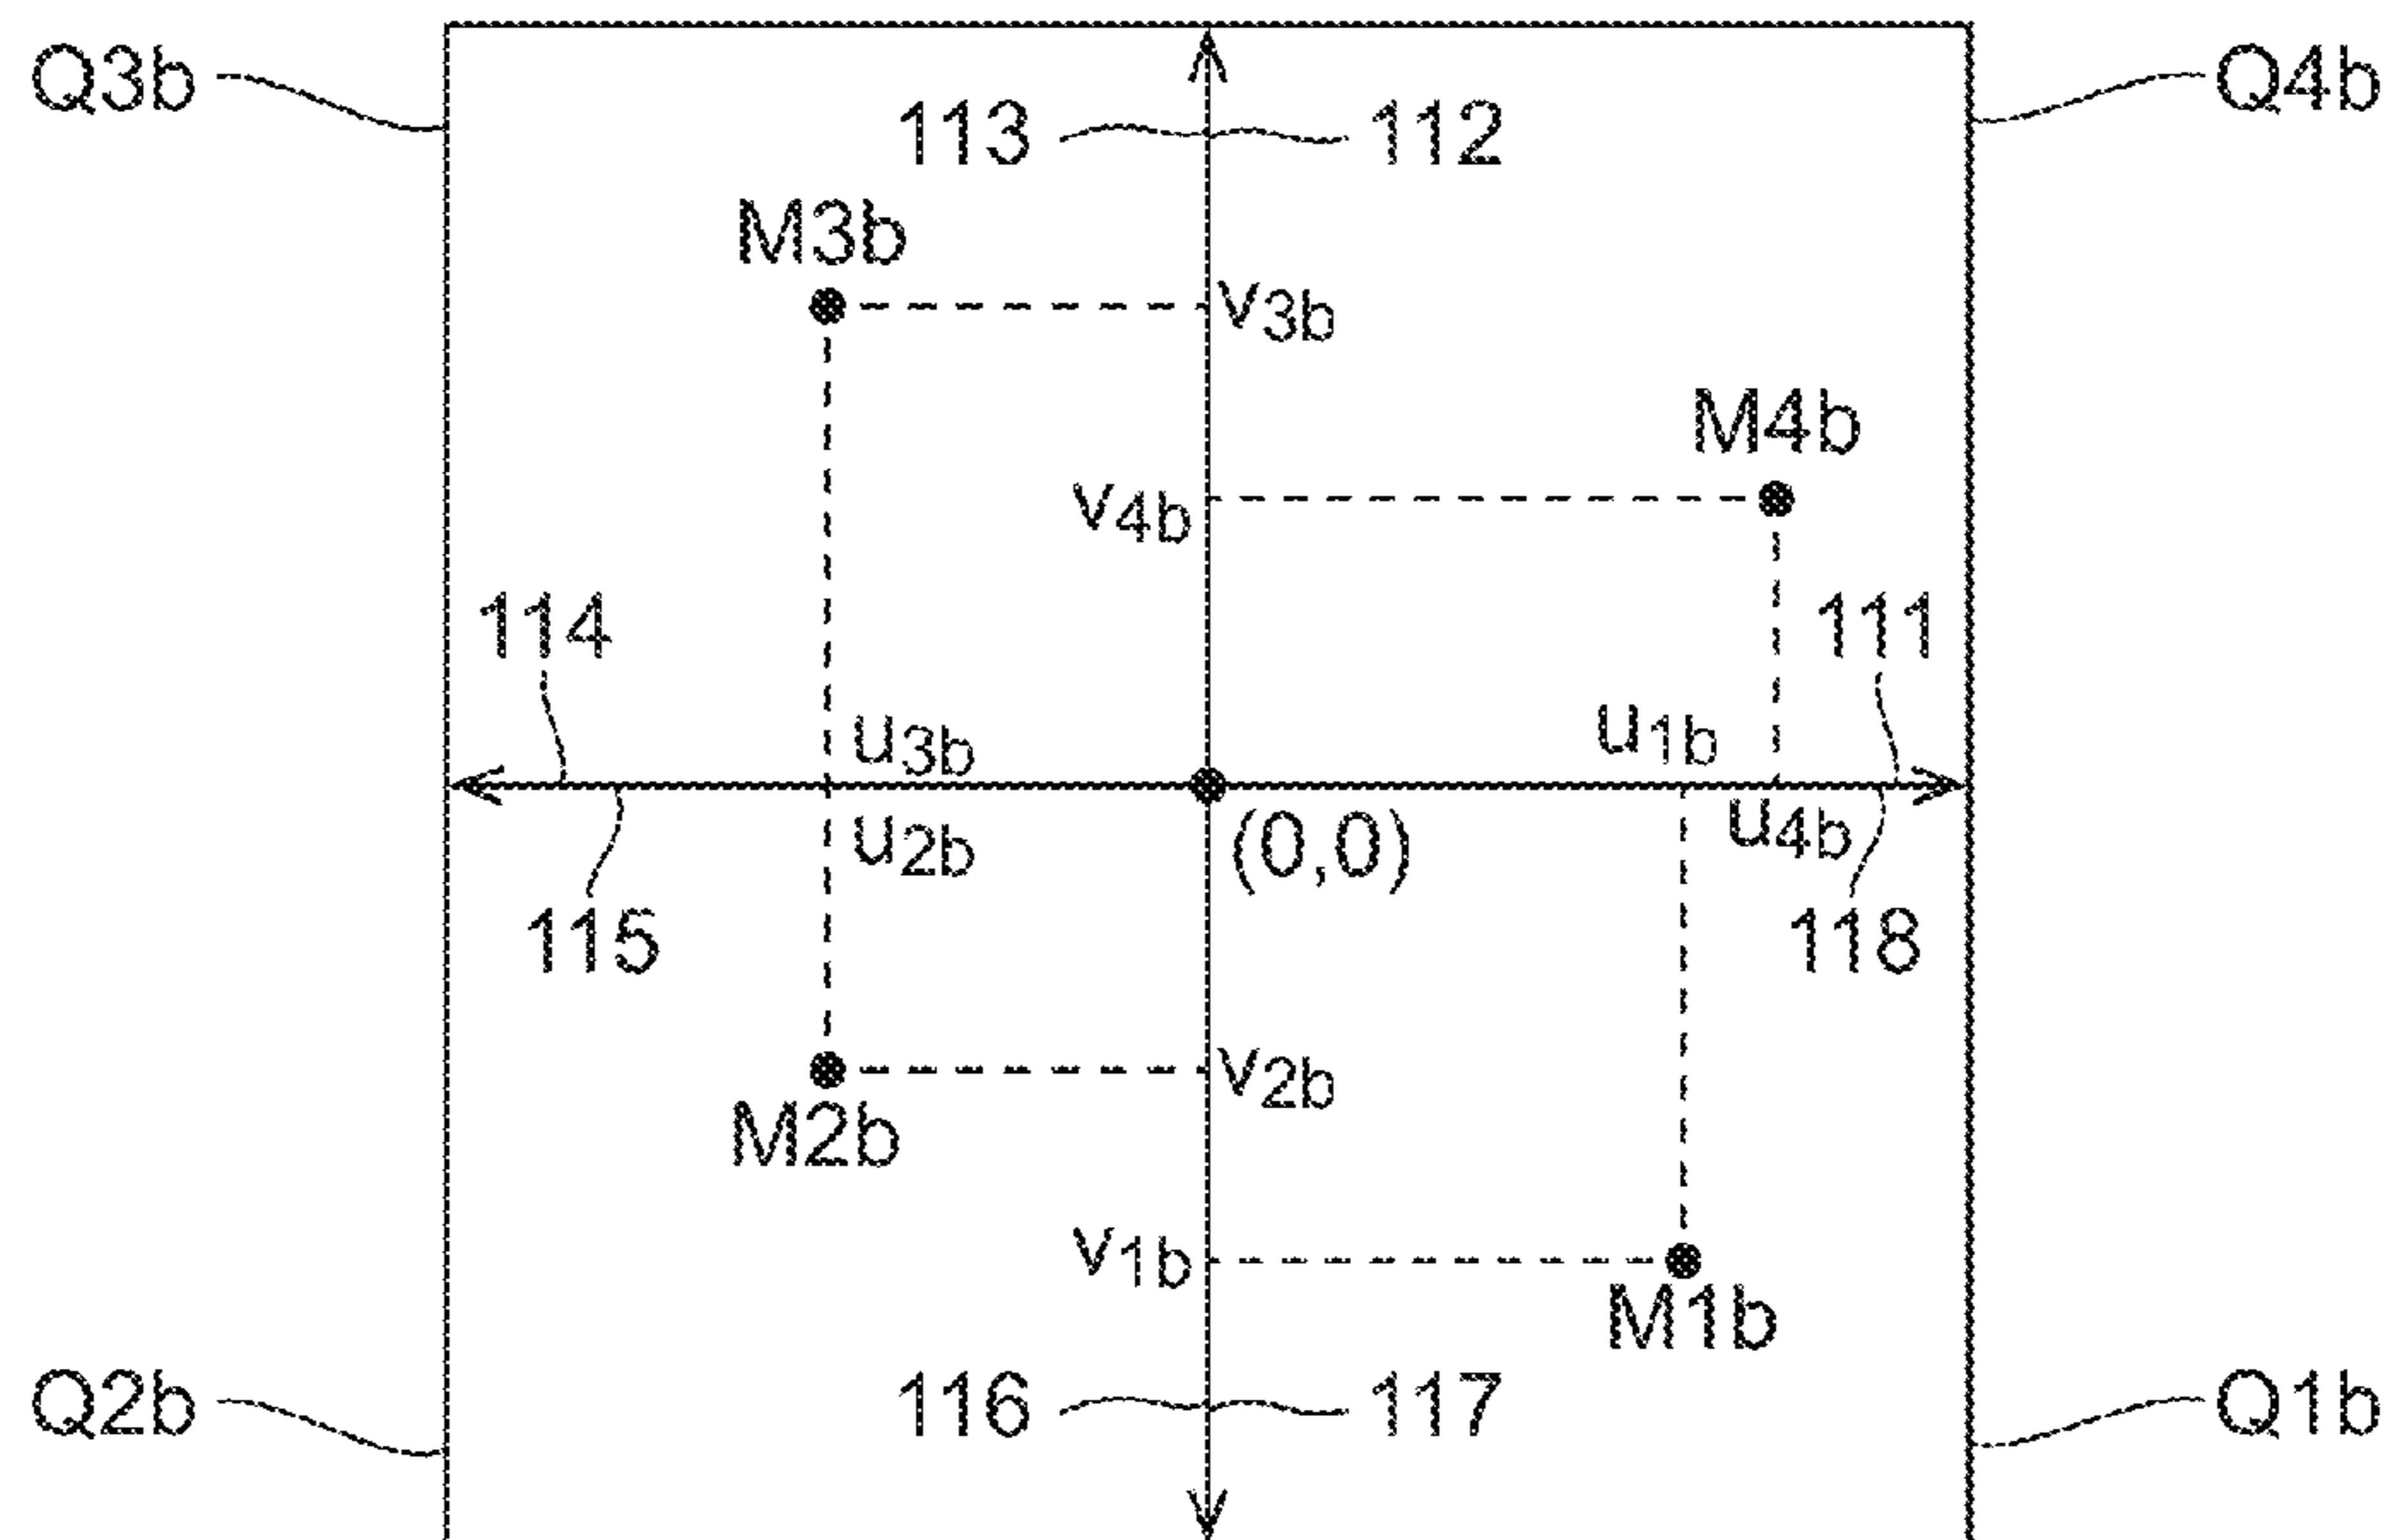 Q3b
Q4b
113
112
M3b
v3b
M4b
v4b
114
111
u3b
u1b
u2b
(0,0)
u4b
115
118
v2b
M2b
v1b
M1b
Q2b
116
117
Q1b